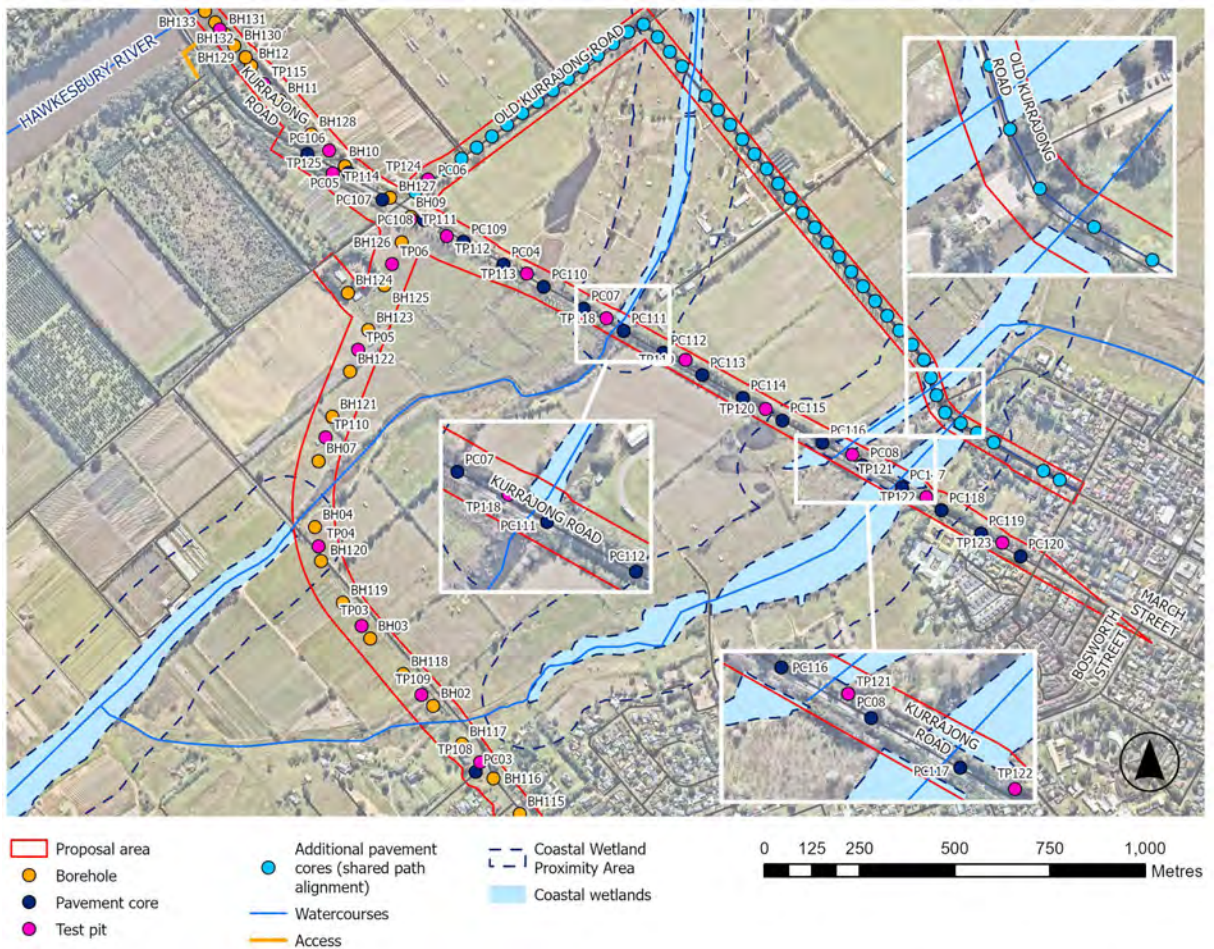 BH133
BH131
BH132
BH130
BH129
BH12
TP115
BH11
HAWKESBURY RIVER
KURRAJONG
ROAD
BH128
PC106
BH10
TP125
TP114
PC05
TP124
PC06
BH127
PC107
BH09
PC108
TP111
BH126
PC109
TP112
TP06
PC04
TP113
PC110
BH124
BH125
PC07
TP118
PC111
BH123
TP05
BH122
PC112
PC113
PC114
TP120
PC115
BH121
TP110
BH07
PC116
PC08
TP121
TP122
PC118
BH04
TP04
BH120
PC119
TP123
PC120
BH119
TP03
BH03
BH118
TP109
BH02
BH117
TP108
PC03
BH116
BH115
OLD KURRAJONG ROAD
OLD KURRAJONG
ROAD
PC07
KURRAJONG ROAD
TP118
PC111
PC112
MARCH
STREET
BOSWORTH
STREET
PC116
TP121
PC08
KURRAJONG
ROAD
PC117
TP122
Proposal area
Borehole
Pavement core
Test pit
Additional pavement
cores (shared path
alignment)
Watercourses
Access
Coastal Wetland
Proximity Area
Coastal wetlands
0 125 250 500 750 1,000
Metres